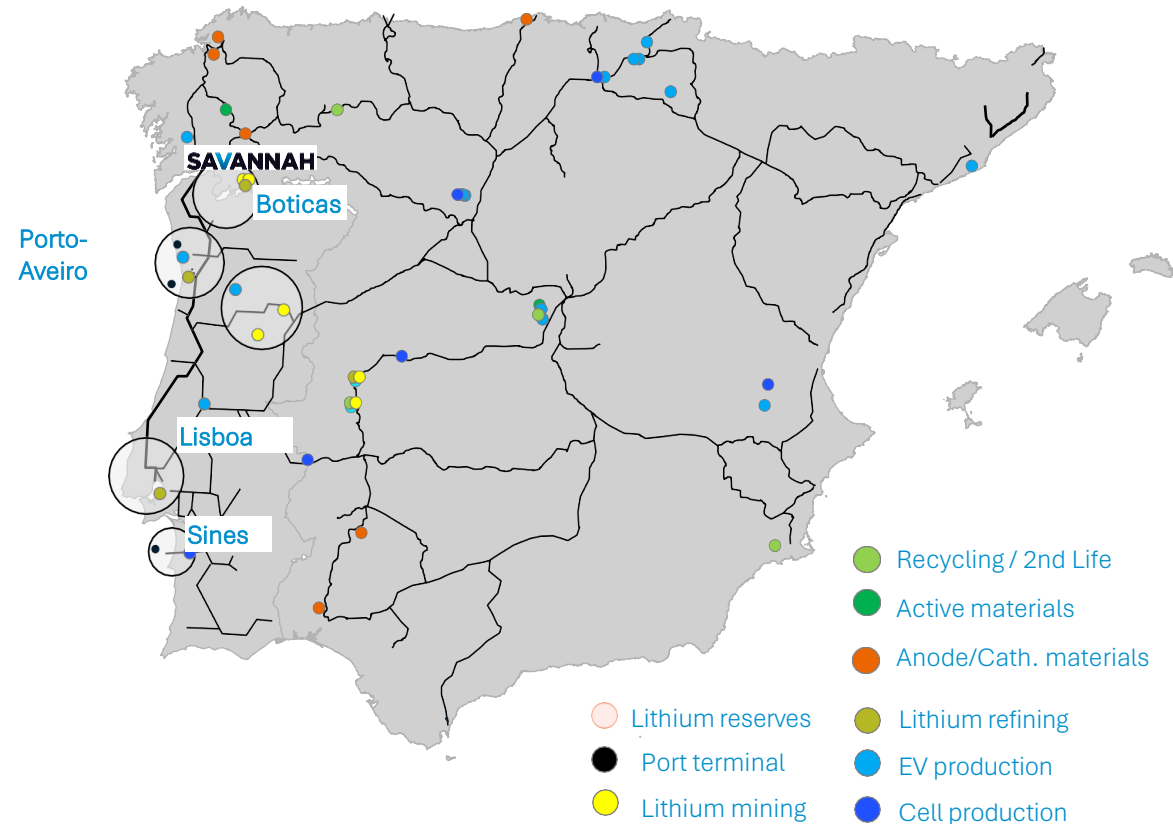 SAVANNAH
Boticas
Porto-
Aveiro
Lisboa
Sines
Recycling / 2nd Life
Active materials
Anode/Cath. materials
Lithium reserves
Lithium refining
Port terminal
EV production
Lithium mining
Cell production